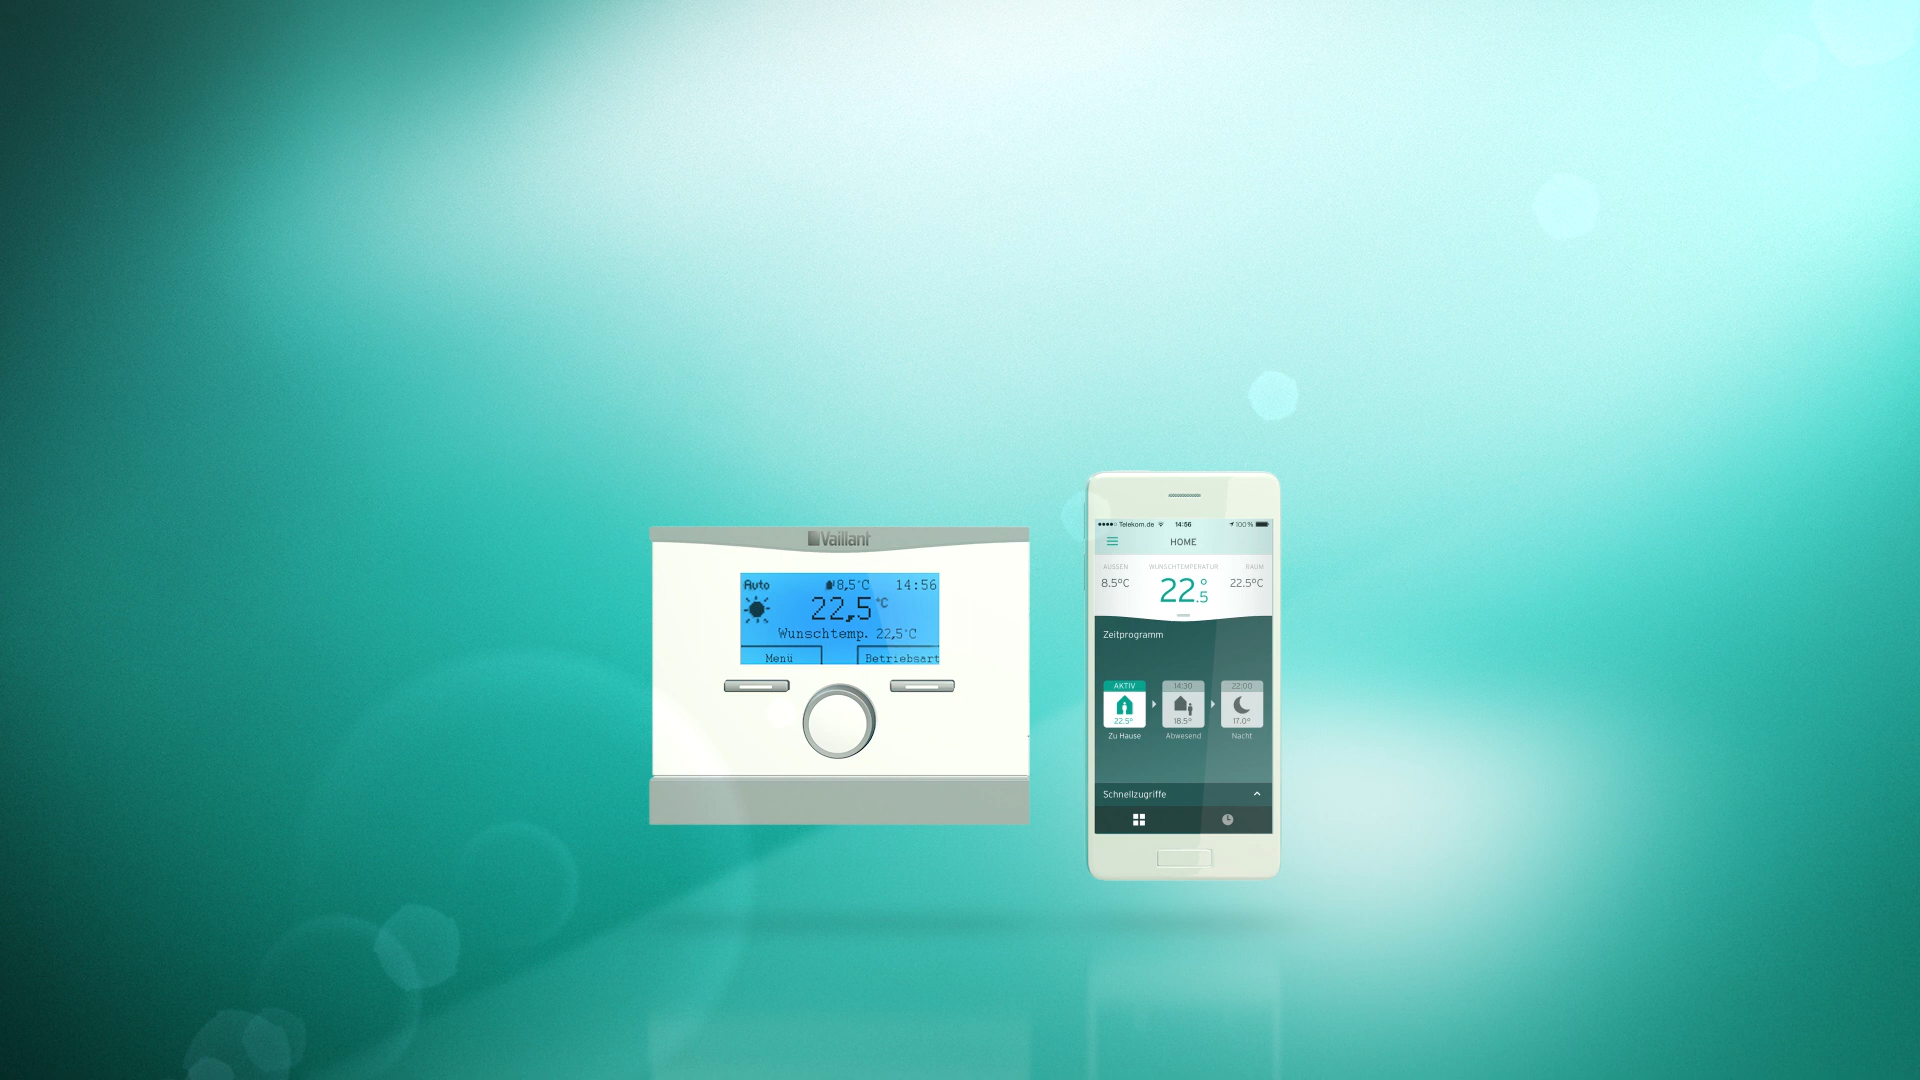 Vaillant
Auto 8,5°C 14:56
22,5 °C
Wunschtemp. 22,5°C
Menü Betriebsart
Telekom.de 14:56 100%
HOME
AUSSEN WUNSCHTEMPERATUR RAUM
8.5°C 22.5° 22.5°C
Zeitprogramm
AKTIV 14:30 22:00
22.5° 18.5° 17.0°
Zu Hause Abwesend Nacht
Schnellzugriffe